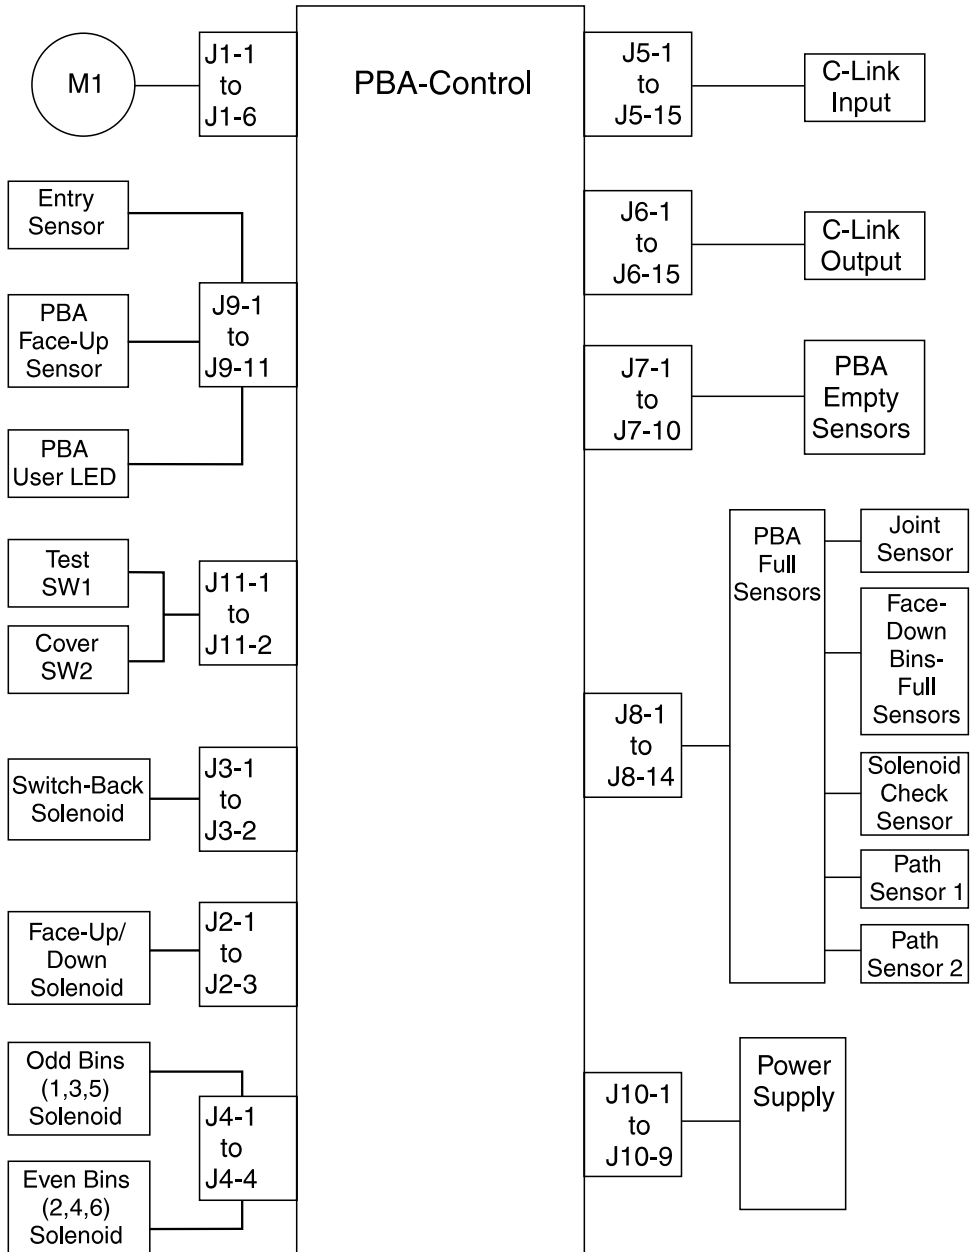 PBA-Control
M1
J1-1
to
J1-6
Entry
Sensor
PBA
Face-Up
Sensor
J9-1
to
J9-11
PBA
User LED
Test
SW1
Cover
SW2
J11-1
to
J11-2
Switch-Back
Solenoid
J3-1
to
J3-2
Face-Up/
Down
Solenoid
J2-1
to
J2-3
Odd Bins
(1,3,5)
Solenoid
Even Bins
(2,4,6)
Solenoid
J4-1
to
J4-4
J5-1
to
J5-15
C-Link
Input
J6-1
to
J6-15
C-Link
Output
J7-1
to
J7-10
PBA
Empty
Sensors
J8-1
to
J8-14
PBA
Full
Sensors
Joint
Sensor
Face-
Down
Bins-
Full
Sensors
Solenoid
Check
Sensor
Path
Sensor 1
Path
Sensor 2
J10-1
to
J10-9
Power
Supply